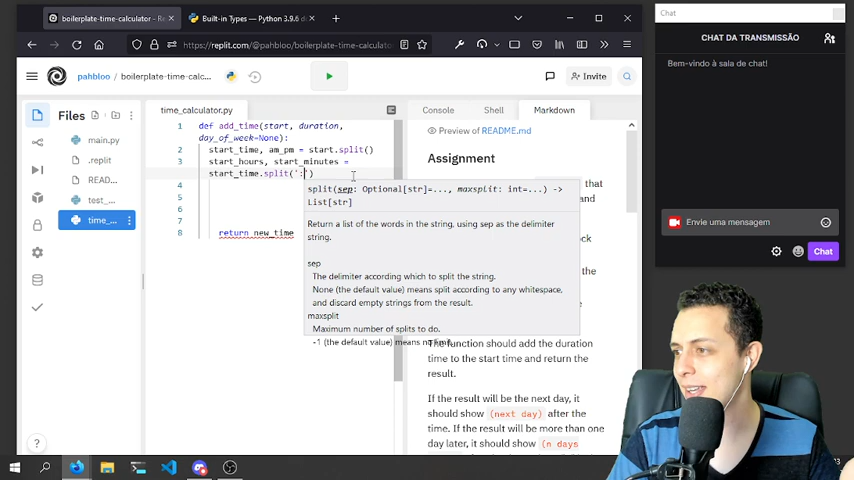 boilerplate-time-calculator - Re
Built-in Types — Python 3.9.6 d
https://replit.com/@pahbloo/boilerplate-time-calculator
pahbloo / boilerplate-time-calc...
Invite
Files
main.py
.replit
READ...
test_...
time_...
time_calculator.py
1 def add_time(start, duration,
day_of_week=None):
2 start_time, am_pm = start.split()
3 start_hours, start_minutes =
start_time.split(':')
4
5
6
7
8 return new_time
split(sep: Optional[str]=..., maxsplit: int=...) ->
List[str]
Return a list of the words in the string, using sep as the delimiter
string.
sep
The delimiter according which to split the string.
None (the default value) means split according to any whitespace,
and discard empty strings from the result.
maxsplit
Maximum number of splits to do.
-1 (the default value) means no limit.
Console
Shell
Markdown
Preview of README.md
Assignment
that
and
ock
the
The function should add the duration
time to the start time and return the
result.
If the result will be the next day, it
should show (next day) after the
time. If the result will be more than
one day later, it should show (n days
Chat
CHAT DA TRANSMISSÃO
Bem-vindo à sala de chat!
Envie uma mensagem
Chat